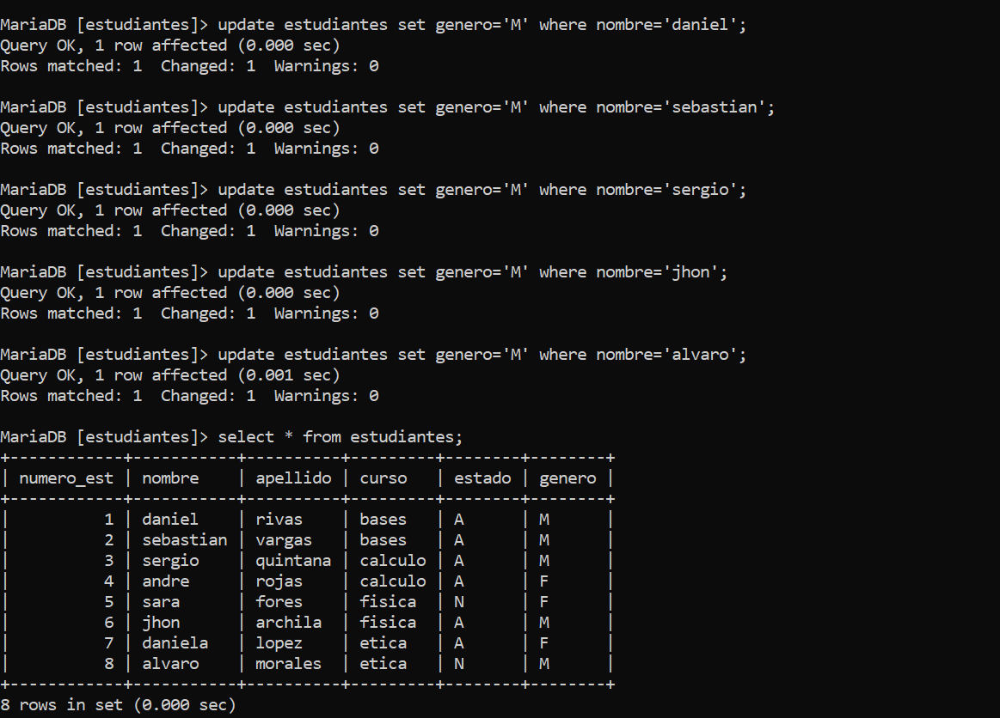 MariaDB [estudiantes]> update estudiantes set genero='M' where nombre='daniel';
Query OK, 1 row affected (0.000 sec)
Rows matched: 1  Changed: 1  Warnings: 0
MariaDB [estudiantes]> update estudiantes set genero='M' where nombre='sebastian';
Query OK, 1 row affected (0.000 sec)
Rows matched: 1  Changed: 1  Warnings: 0
MariaDB [estudiantes]> update estudiantes set genero='M' where nombre='sergio';
Query OK, 1 row affected (0.000 sec)
Rows matched: 1  Changed: 1  Warnings: 0
MariaDB [estudiantes]> update estudiantes set genero='M' where nombre='jhon';
Query OK, 1 row affected (0.000 sec)
Rows matched: 1  Changed: 1  Warnings: 0
MariaDB [estudiantes]> update estudiantes set genero='M' where nombre='alvaro';
Query OK, 1 row affected (0.001 sec)
Rows matched: 1  Changed: 1  Warnings: 0
MariaDB [estudiantes]> select * from estudiantes;
+------------+-----------+----------+---------+--------+--------+
| numero_est | nombre    | apellido | curso   | estado | genero |
+------------+-----------+----------+---------+--------+--------+
|          1 | daniel    | rivas    | bases   | A      | M      |
|          2 | sebastian | vargas   | bases   | A      | M      |
|          3 | sergio    | quintana | calculo | A      | M      |
|          4 | andre     | rojas    | calculo | A      | F      |
|          5 | sara      | fores    | fisica  | N      | F      |
|          6 | jhon      | archila  | fisica  | A      | M      |
|          7 | daniela   | lopez    | etica   | A      | F      |
|          8 | alvaro    | morales  | etica   | N      | M      |
+------------+-----------+----------+---------+--------+--------+
8 rows in set (0.000 sec)